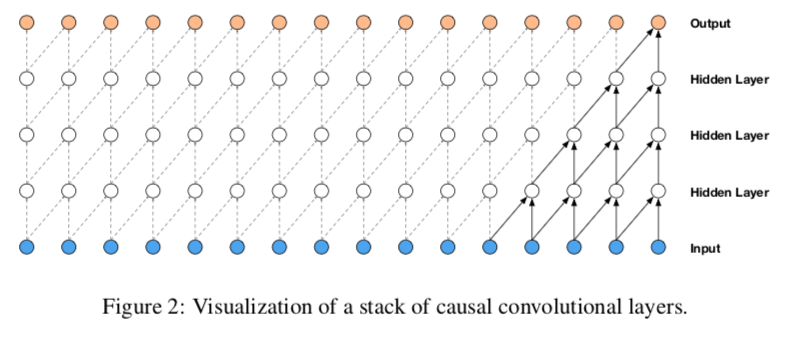 Output
Hidden Layer
Hidden Layer
Hidden Layer
Input
Figure 2: Visualization of a stack of causal convolutional layers.